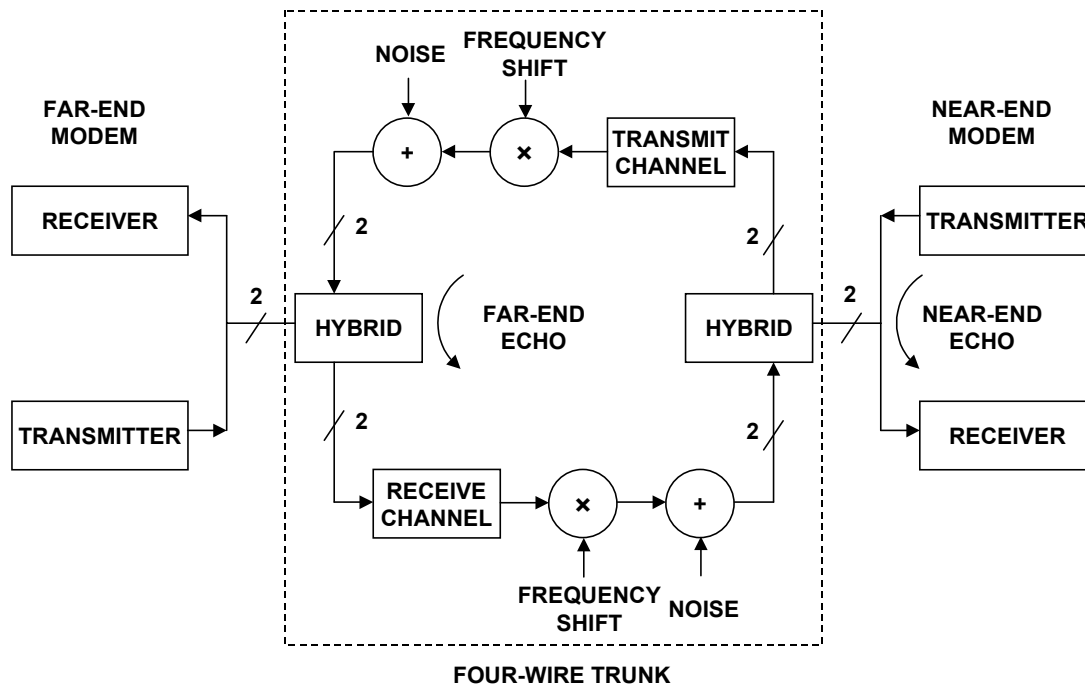 FREQUENCY
SHIFT
NOISE
FAR-END
MODEM
NEAR-END
MODEM
TRANSMIT
CHANNEL
+
×
RECEIVER
TRANSMITTER
2
2
2
2
HYBRID
FAR-END
ECHO
HYBRID
NEAR-END
ECHO
TRANSMITTER
2
2
RECEIVER
RECEIVE
CHANNEL
×
+
FREQUENCY
SHIFT
NOISE
FOUR-WIRE TRUNK